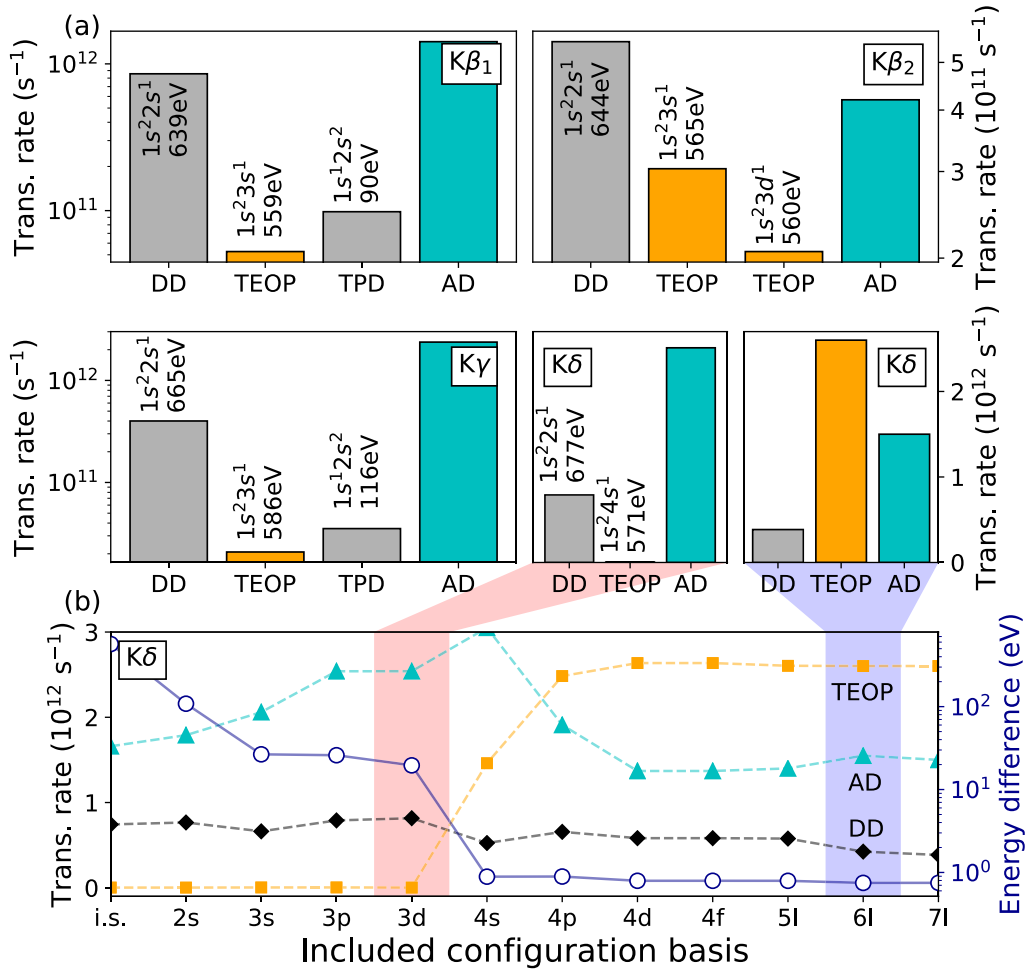 (a)
Trans. rate (s⁻¹)
10¹²
10¹¹
1s²2s¹
639eV
1s²3s¹
559eV
1s¹2s²
90eV
Kβ₁
DD TEOP TPD AD
1s²2s¹
644eV
1s²3s¹
565eV
1s²3d¹
560eV
Kβ₂
DD TEOP TEOP AD
5
4
3
2
Trans. rate (10¹¹ s⁻¹)
Trans. rate (s⁻¹)
10¹²
10¹¹
1s²2s¹
665eV
1s²3s¹
586eV
1s¹2s²
116eV
Kγ
DD TEOP TPD AD
Kδ
1s²2s¹
677eV
1s²4s¹
571eV
DD TEOP AD
Kδ
DD TEOP AD
2
1
0
Trans. rate (10¹² s⁻¹)
(b)
Kδ
Trans. rate (10¹² s⁻¹)
3
2
1
0
TEOP
AD
DD
10²
10¹
10⁰
Energy difference (eV)
i.s. 2s 3s 3p 3d 4s 4p 4d 4f 5l 6l 7l
Included configuration basis